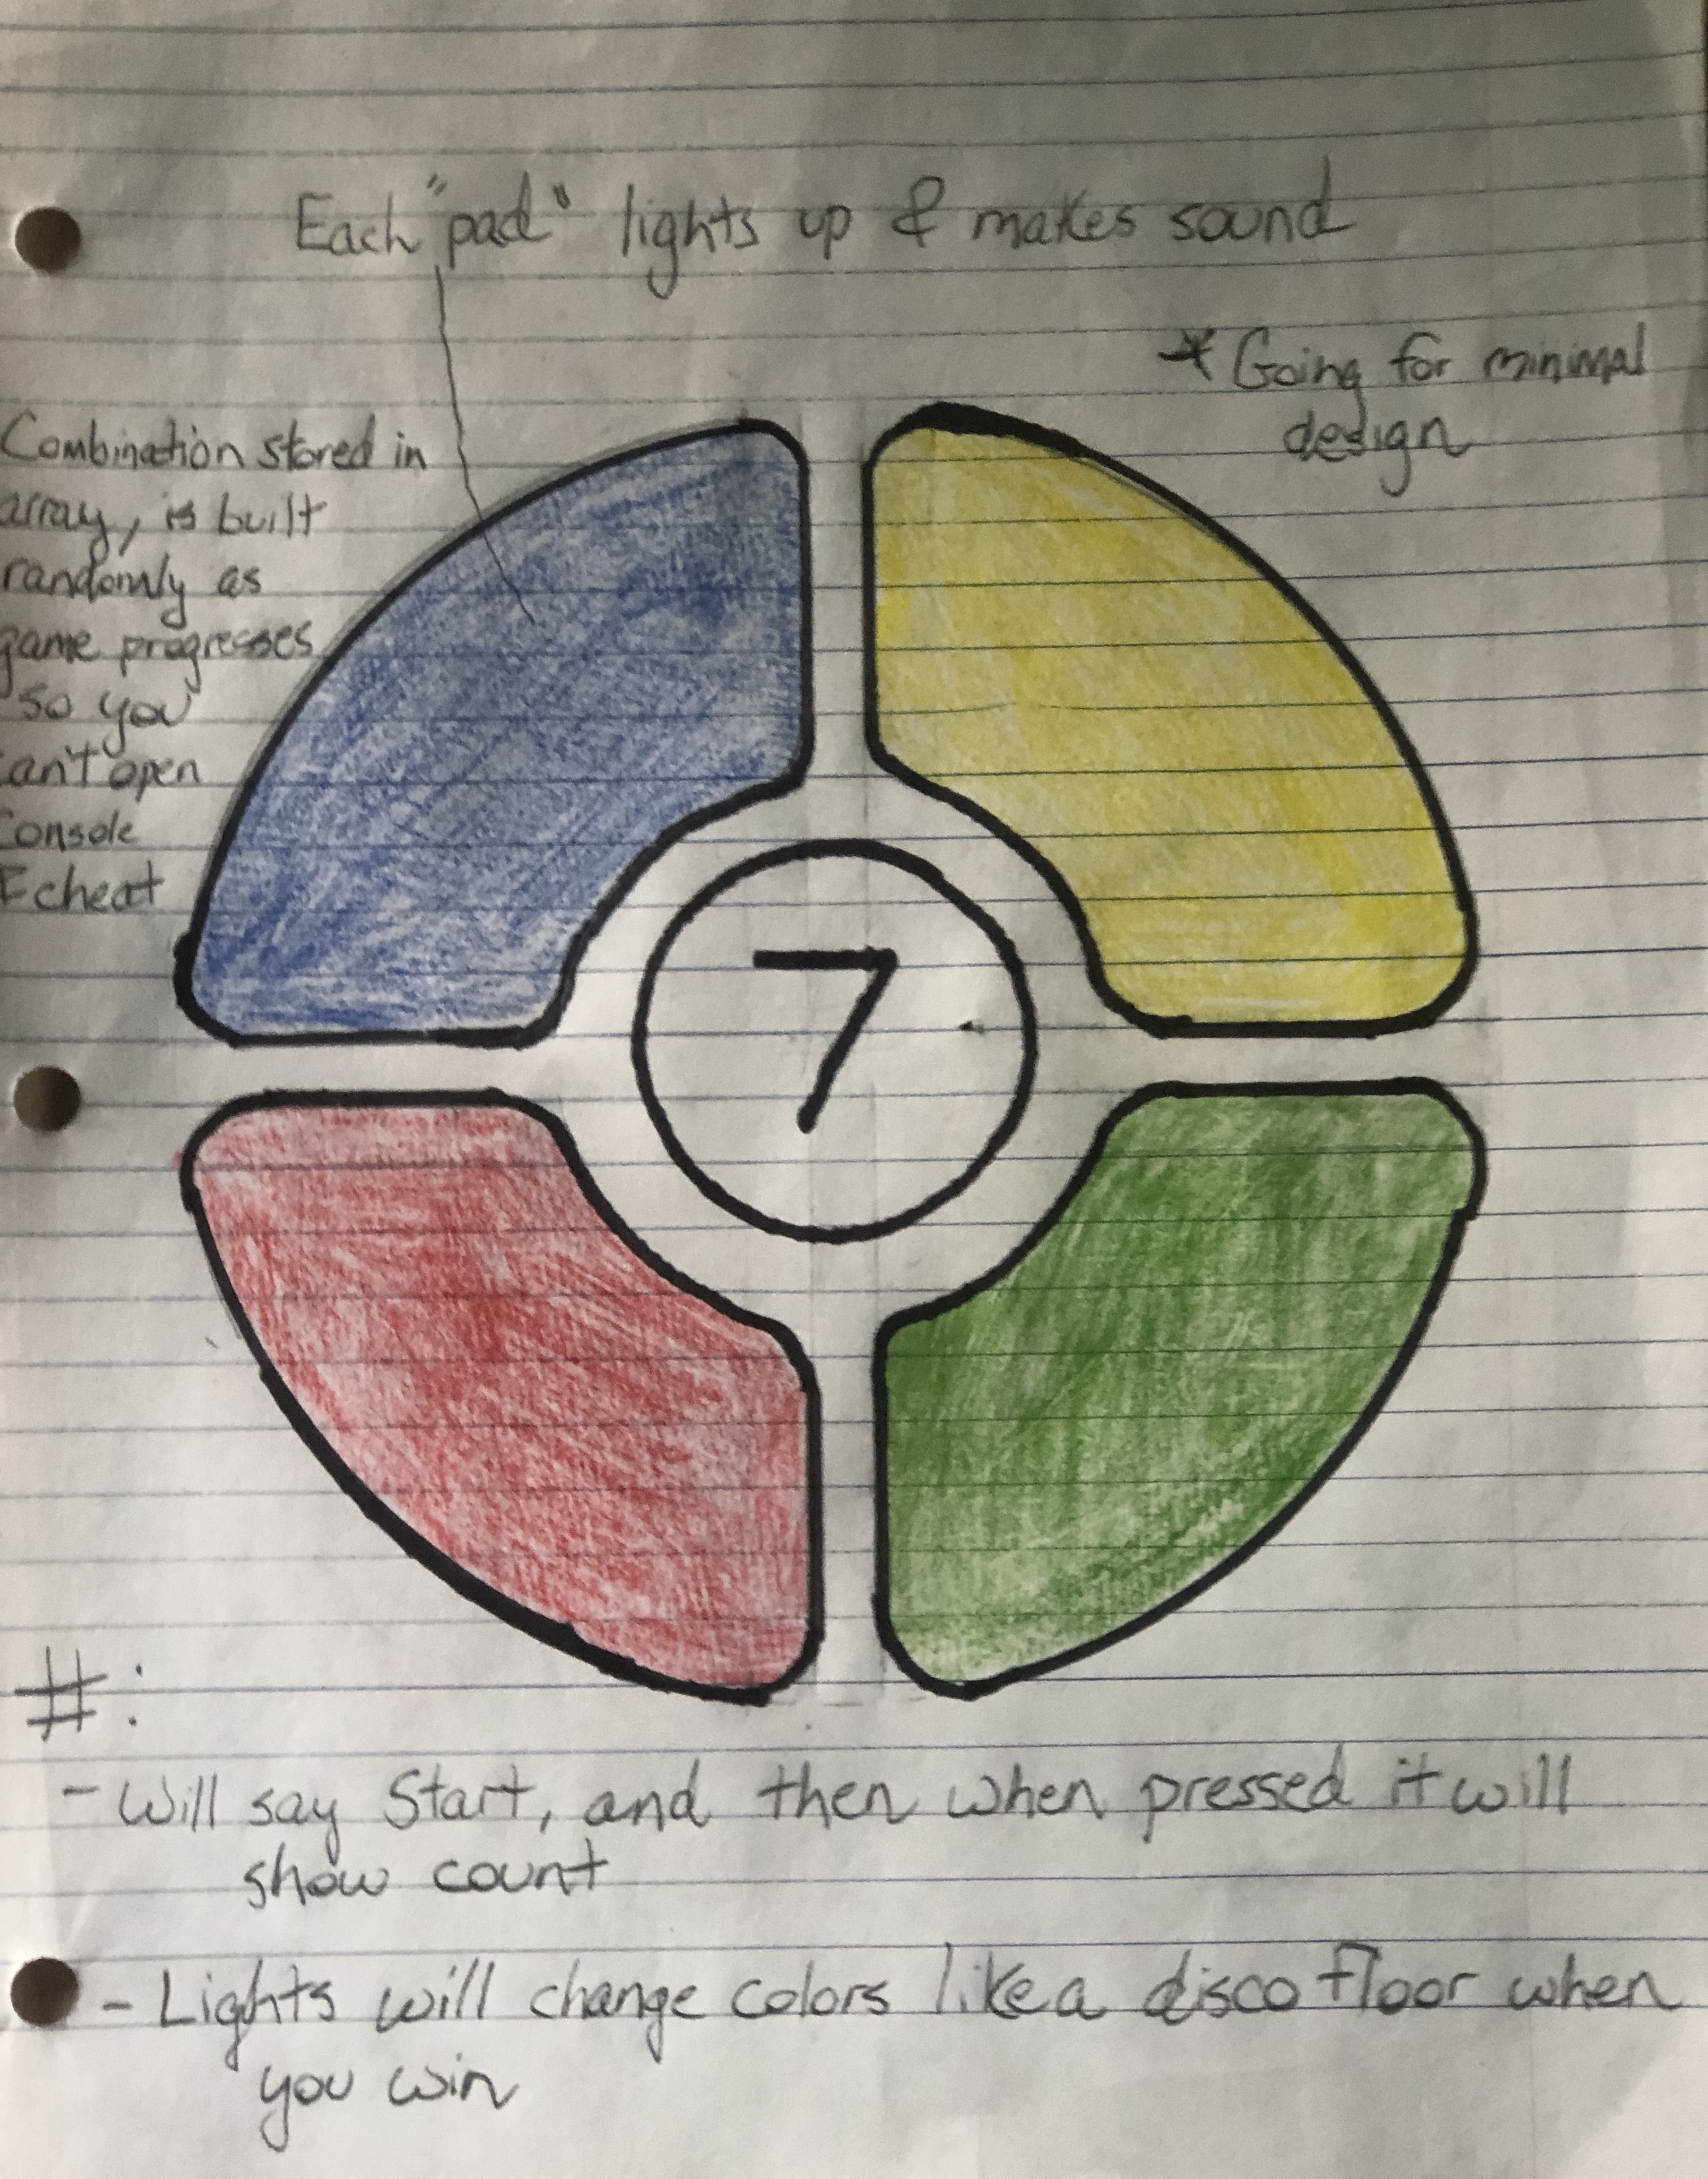 Each "pad" lights up & makes sound
* Going for minimal
design
Combination stored in
array, is built
randomly as
game progresses
so you
can't open
Console
& cheat
7
#:
- Will say Start, and then when pressed it will
show count
- Lights will change colors like a disco floor when
you win